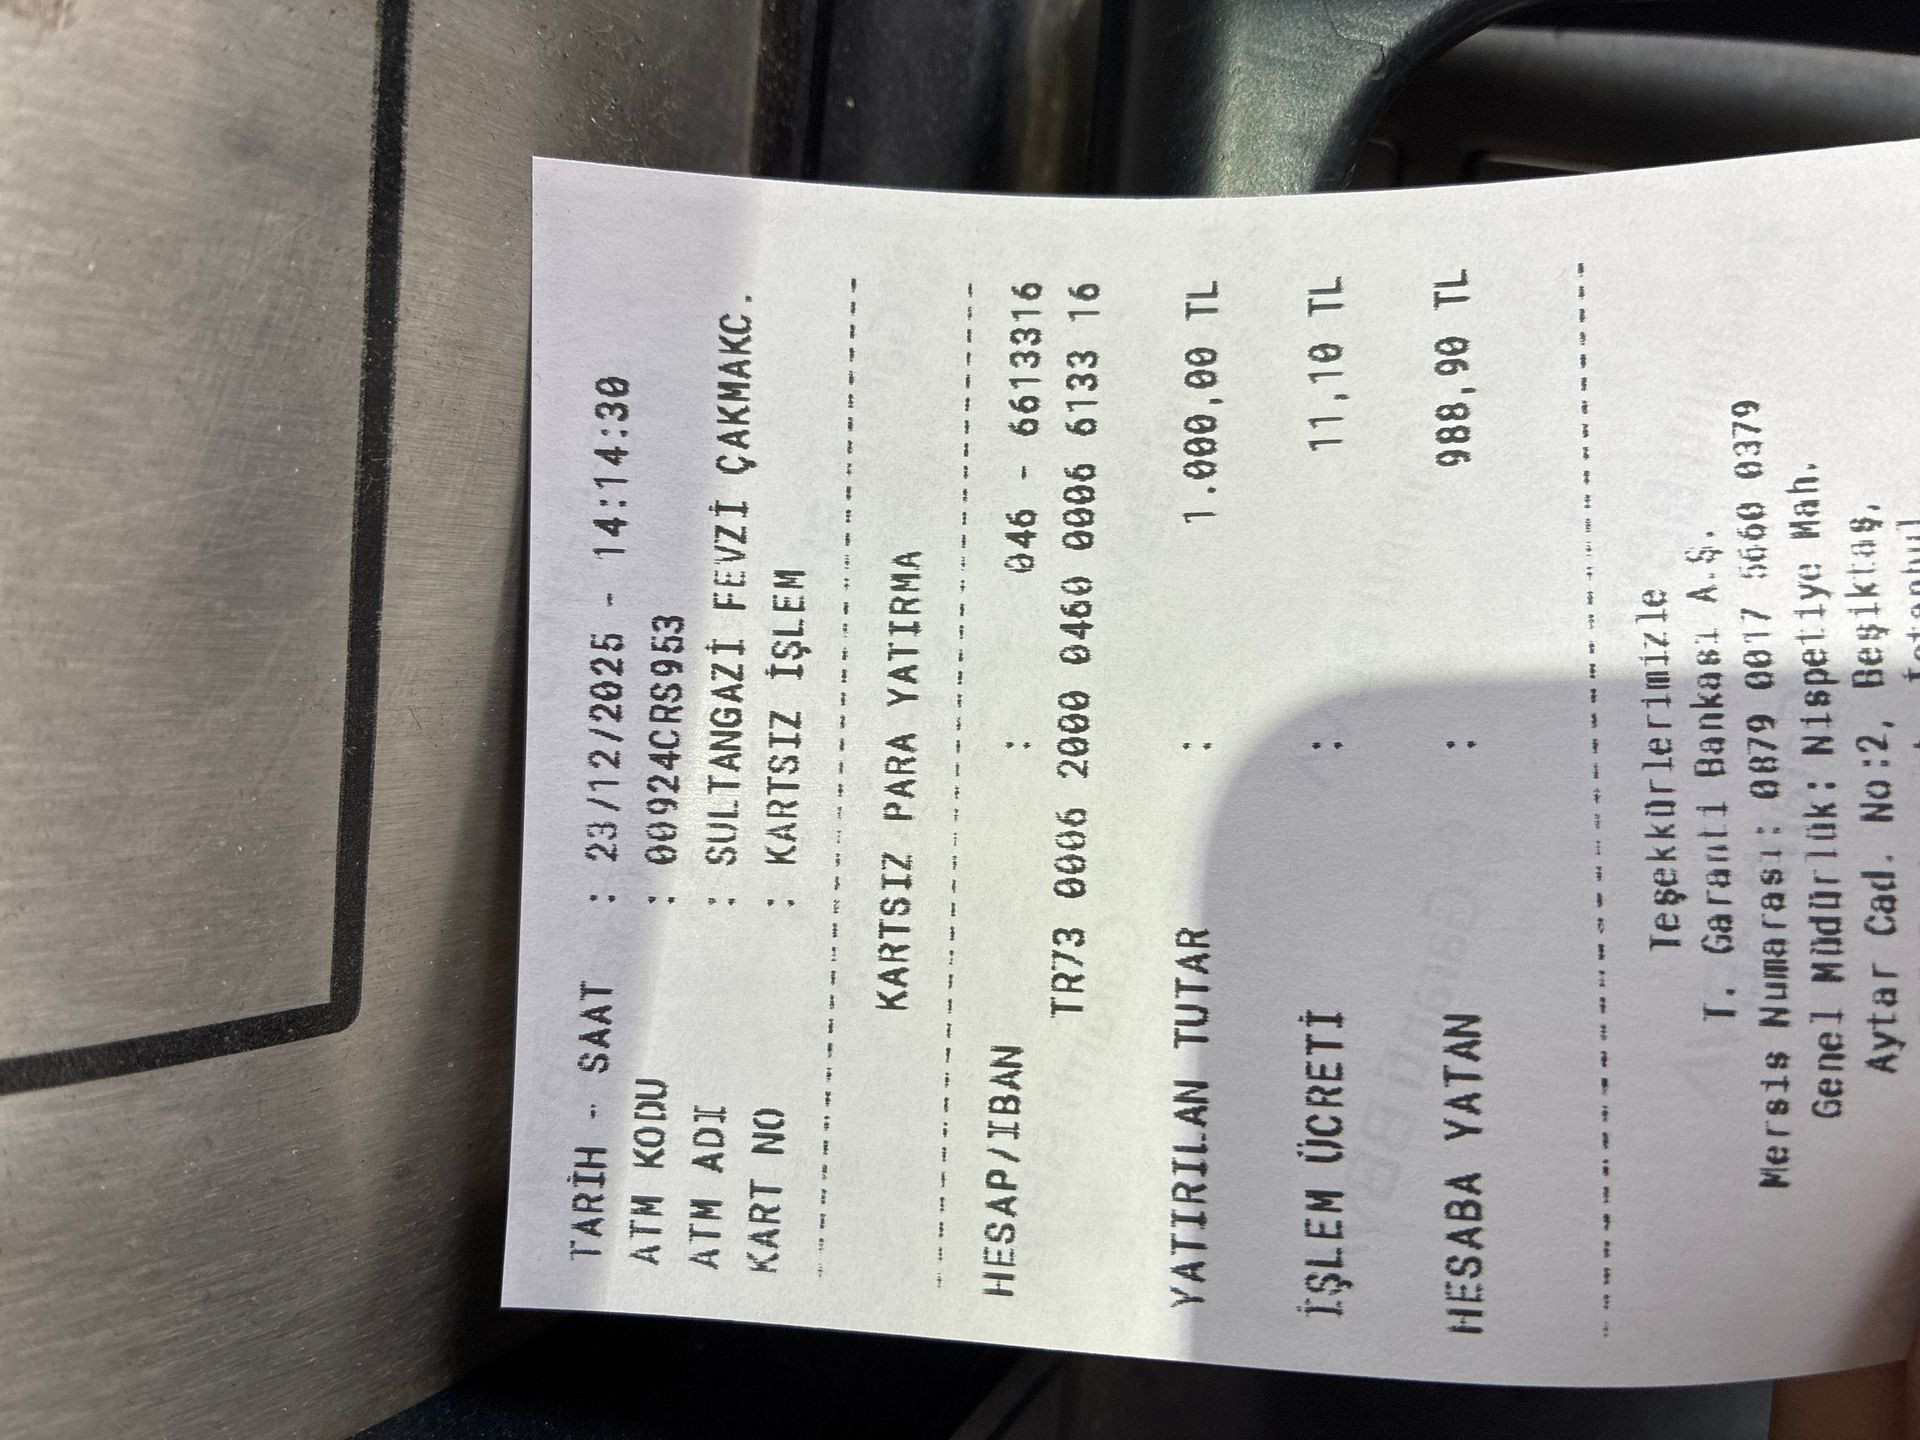 TARİH - SAAT : 23/12/2025 - 14:14:30
ATM KODU : 00924CRS953
ATM ADI : SULTANGAZİ FEVZİ ÇAKMAKC.
KART NO : KARTSIZ İŞLEM
KARTSIZ PARA YATIRMA
HESAP/IBAN : 046 - 6613316
TR73 0006 2000 0460 0006 6133 16
YATIRILAN TUTAR : 1.000,00 TL
İŞLEM ÜCRETİ : 11,10 TL
HESABA YATAN : 988,90 TL
Teşekkürlerimizle
T. Garanti Bankası A.Ş.
Mersis Numarası: 0879 0017 5660 0379
Genel Müdürlük: Nispetiye Mah.
Aytar Cad. No:2, Beşiktaş,
İstanbul